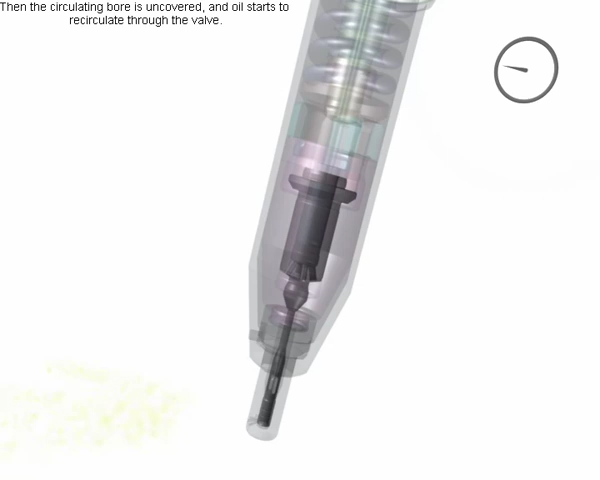 Then the circulating bore is uncovered, and oil starts to
recirculate through the valve.